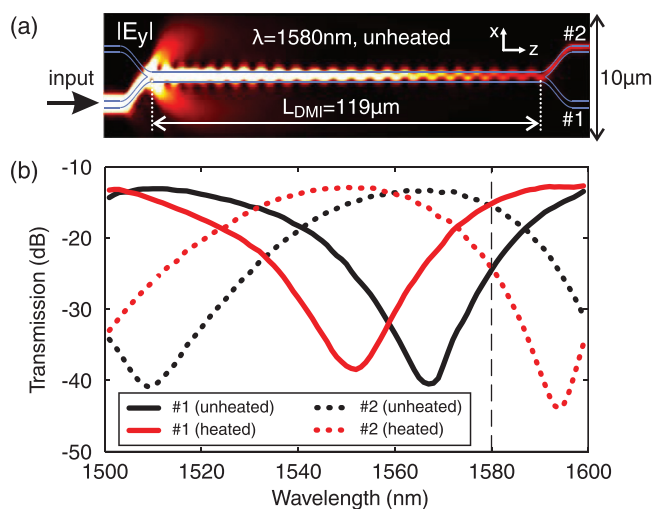 (a)
|Ey|
λ=1580nm, unheated
x
z
#2
input
10μm
LDMI=119μm
#1
(b)
-10
-20
-30
-40
-50
Transmission (dB)
#1 (unheated)
#2 (unheated)
#1 (heated)
#2 (heated)
1500 1520 1540 1560 1580 1600
Wavelength (nm)